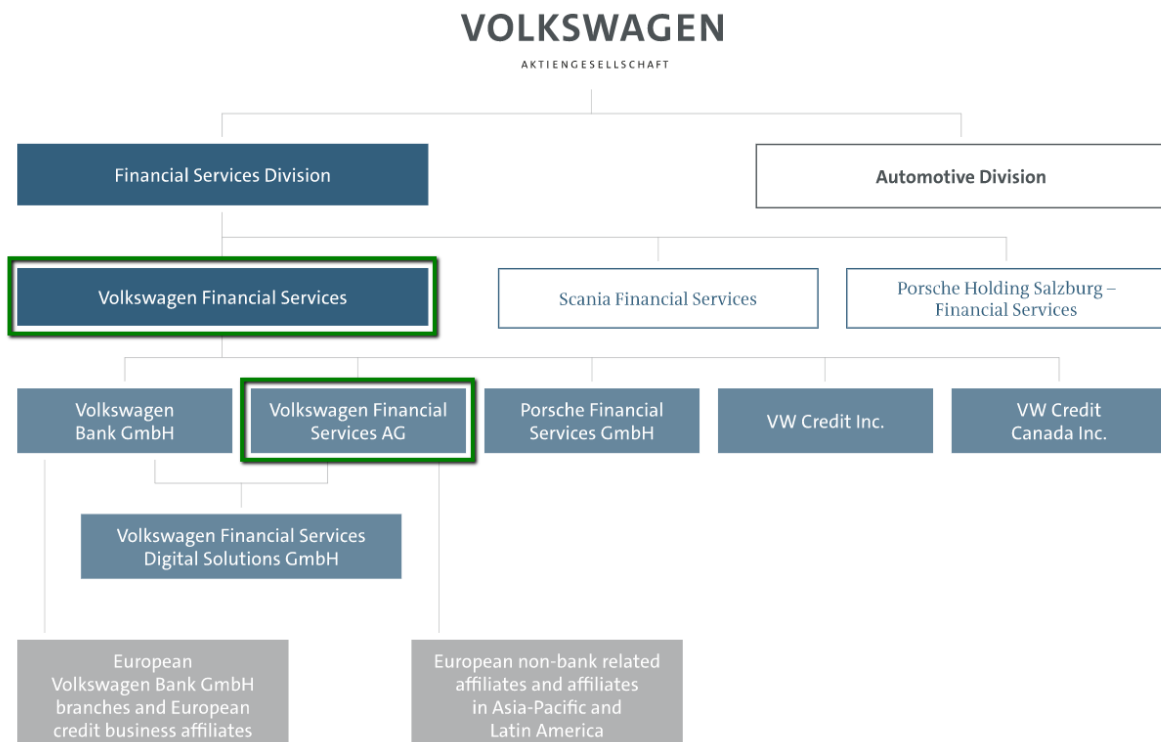 VOLKSWAGEN
AKTIENGESELLSCHAFT
Financial Services Division
Automotive Division
Volkswagen Financial Services
Scania Financial Services
Porsche Holding Salzburg –
Financial Services
Volkswagen
Bank GmbH
Volkswagen Financial
Services AG
Porsche Financial
Services GmbH
VW Credit Inc.
VW Credit
Canada Inc.
Volkswagen Financial Services
Digital Solutions GmbH
European
Volkswagen Bank GmbH
branches and European
credit business affiliates
European non-bank related
affiliates and affiliates
in Asia-Pacific and
Latin America